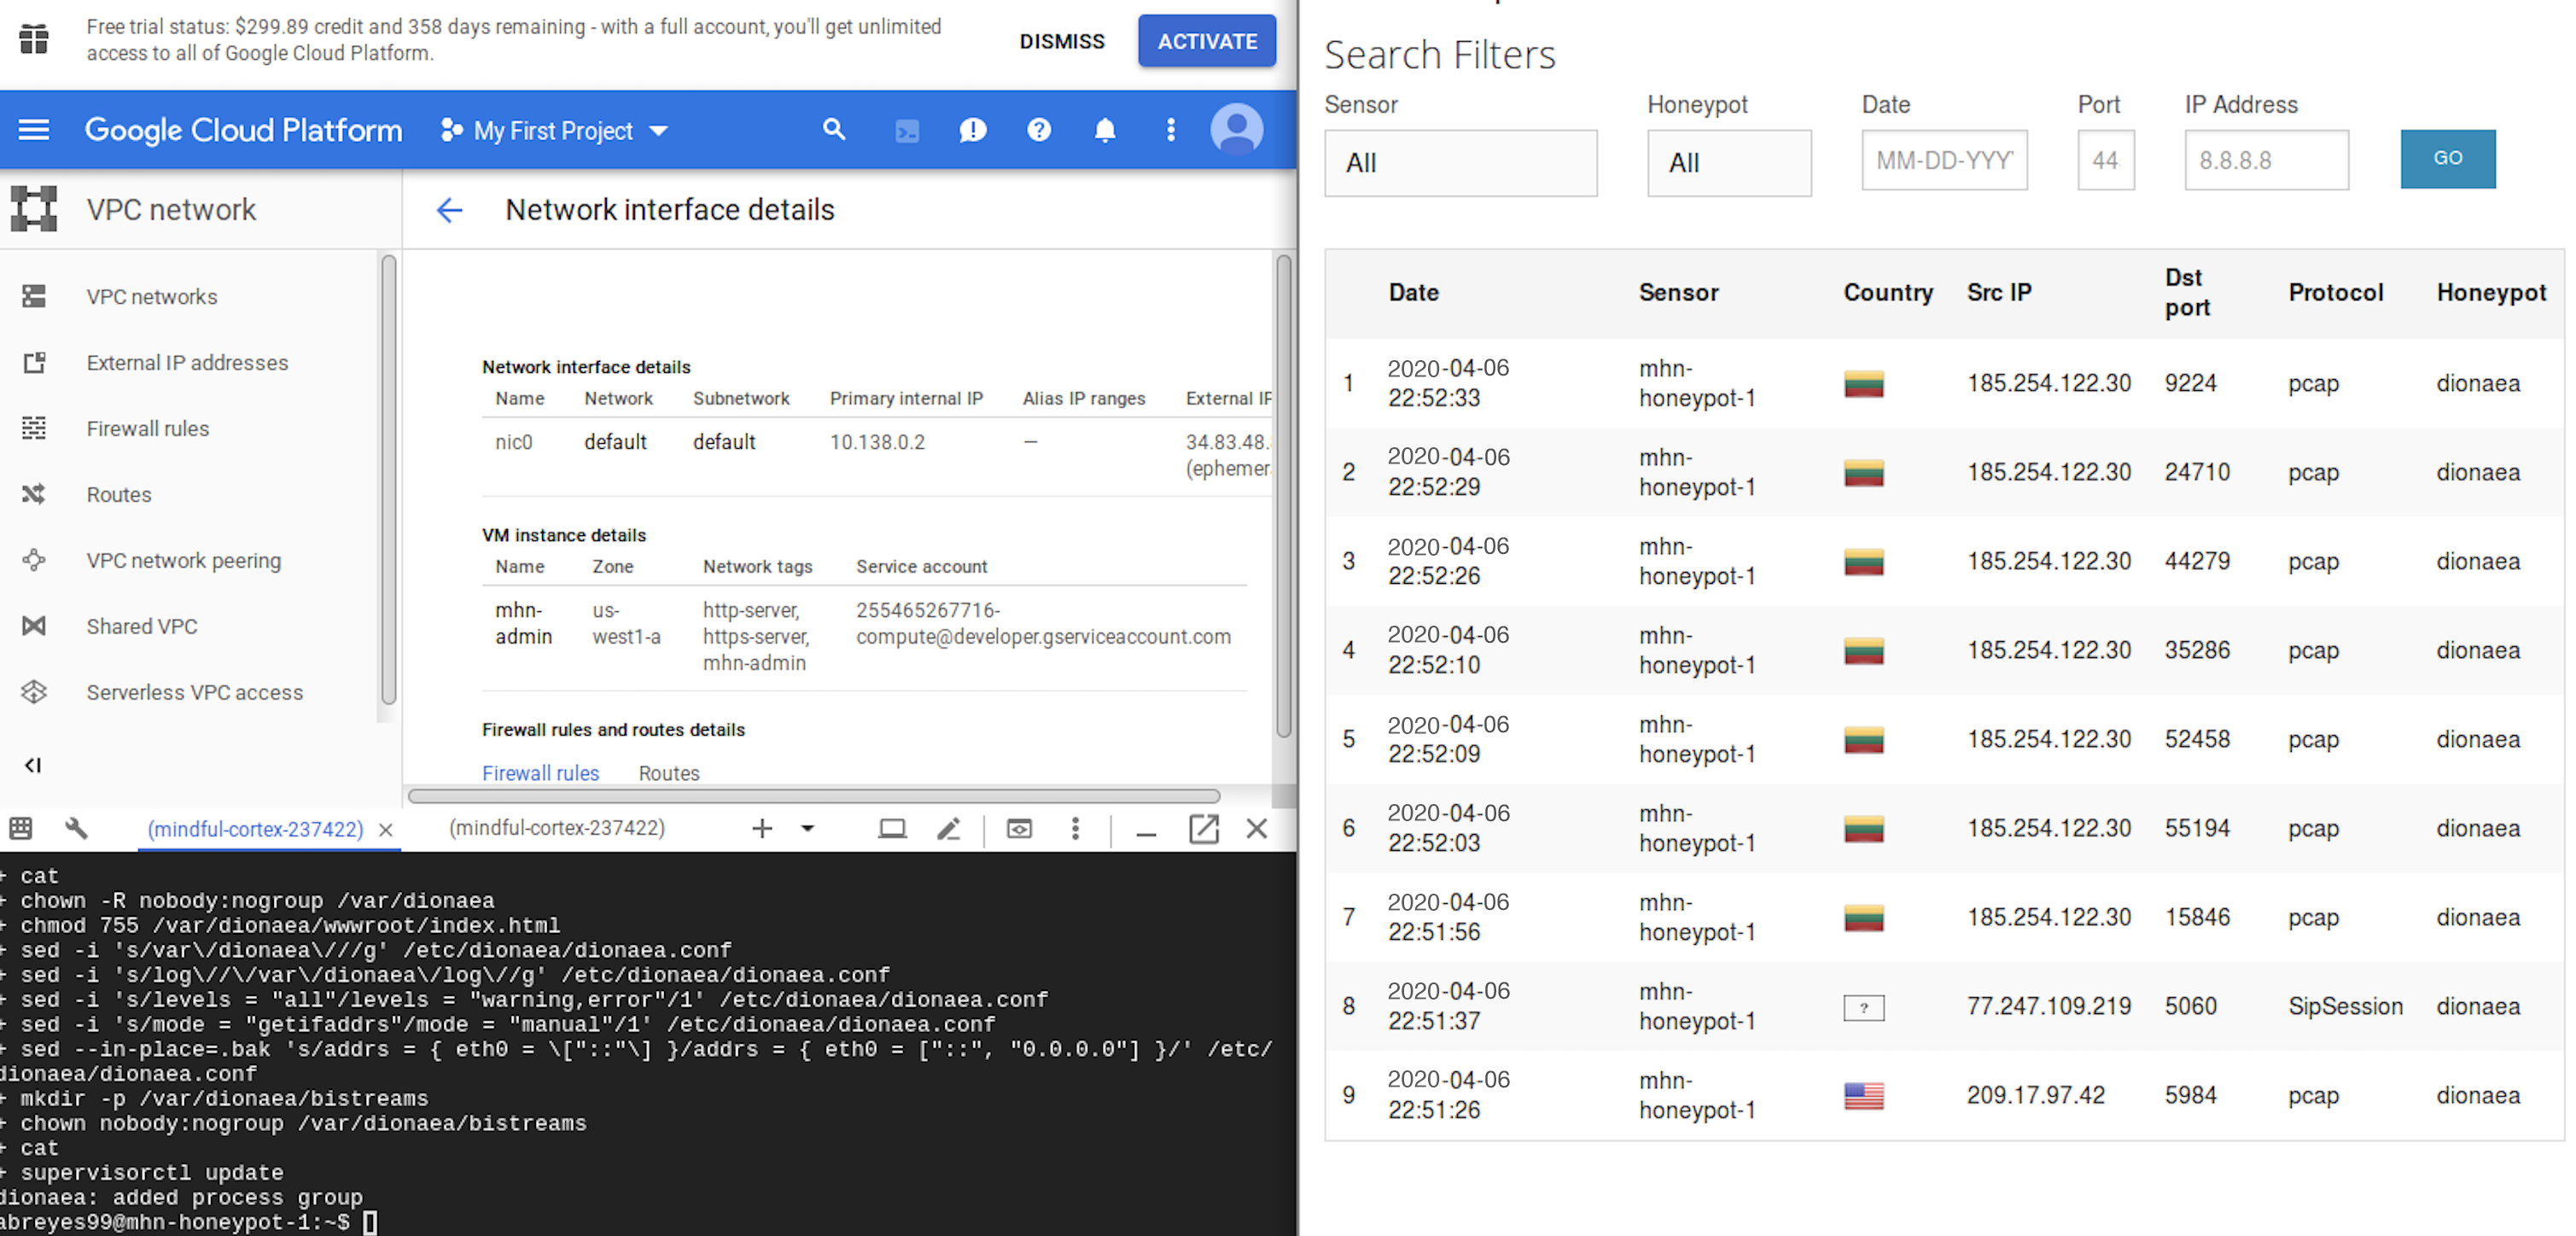 Free trial status: $299.89 credit and 358 days remaining - with a full account, you'll get unlimited
access to all of Google Cloud Platform.
DISMISS
ACTIVATE
Google Cloud Platform
My First Project
VPC network
Network interface details
VPC networks
External IP addresses
Firewall rules
Routes
VPC network peering
Shared VPC
Serverless VPC access
Network interface details
Name Network Subnetwork Primary internal IP Alias IP ranges External IP
nic0 default default 10.138.0.2 — 34.83.48.
(ephemer
VM instance details
Name Zone Network tags Service account
mhn- us- http-server, 255465267716-
admin west1-a https-server, compute@developer.gserviceaccount.com
mhn-admin
Firewall rules and routes details
Firewall rules Routes
(mindful-cortex-237422) (mindful-cortex-237422)
+ cat
+ chown -R nobody:nogroup /var/dionaea
+ chmod 755 /var/dionaea/wwwroot/index.html
+ sed -i 's/var\/dionaea\///g' /etc/dionaea/dionaea.conf
+ sed -i 's/log\//\/var\/dionaea\/log\//g' /etc/dionaea/dionaea.conf
+ sed -i 's/levels = "all"/levels = "warning,error"/1' /etc/dionaea/dionaea.conf
+ sed -i 's/mode = "getifaddrs"/mode = "manual"/1' /etc/dionaea/dionaea.conf
+ sed --in-place=.bak 's/addrs = { eth0 = \["::"\] }/addrs = { eth0 = ["::", "0.0.0.0"] }/' /etc/
dionaea/dionaea.conf
+ mkdir -p /var/dionaea/bistreams
+ chown nobody:nogroup /var/dionaea/bistreams
+ cat
+ supervisorctl update
dionaea: added process group
abreyes99@mhn-honeypot-1:~$
Search Filters
Sensor Honeypot Date Port IP Address
All All MM-DD-YYY 44 8.8.8.8 GO
Date Sensor Country Src IP Dst port Protocol Honeypot
1 2020-04-06 22:52:33 mhn-honeypot-1 185.254.122.30 9224 pcap dionaea
2 2020-04-06 22:52:29 mhn-honeypot-1 185.254.122.30 24710 pcap dionaea
3 2020-04-06 22:52:26 mhn-honeypot-1 185.254.122.30 44279 pcap dionaea
4 2020-04-06 22:52:10 mhn-honeypot-1 185.254.122.30 35286 pcap dionaea
5 2020-04-06 22:52:09 mhn-honeypot-1 185.254.122.30 52458 pcap dionaea
6 2020-04-06 22:52:03 mhn-honeypot-1 185.254.122.30 55194 pcap dionaea
7 2020-04-06 22:51:56 mhn-honeypot-1 185.254.122.30 15846 pcap dionaea
8 2020-04-06 22:51:37 mhn-honeypot-1 ? 77.247.109.219 5060 SipSession dionaea
9 2020-04-06 22:51:26 mhn-honeypot-1 209.17.97.42 5984 pcap dionaea